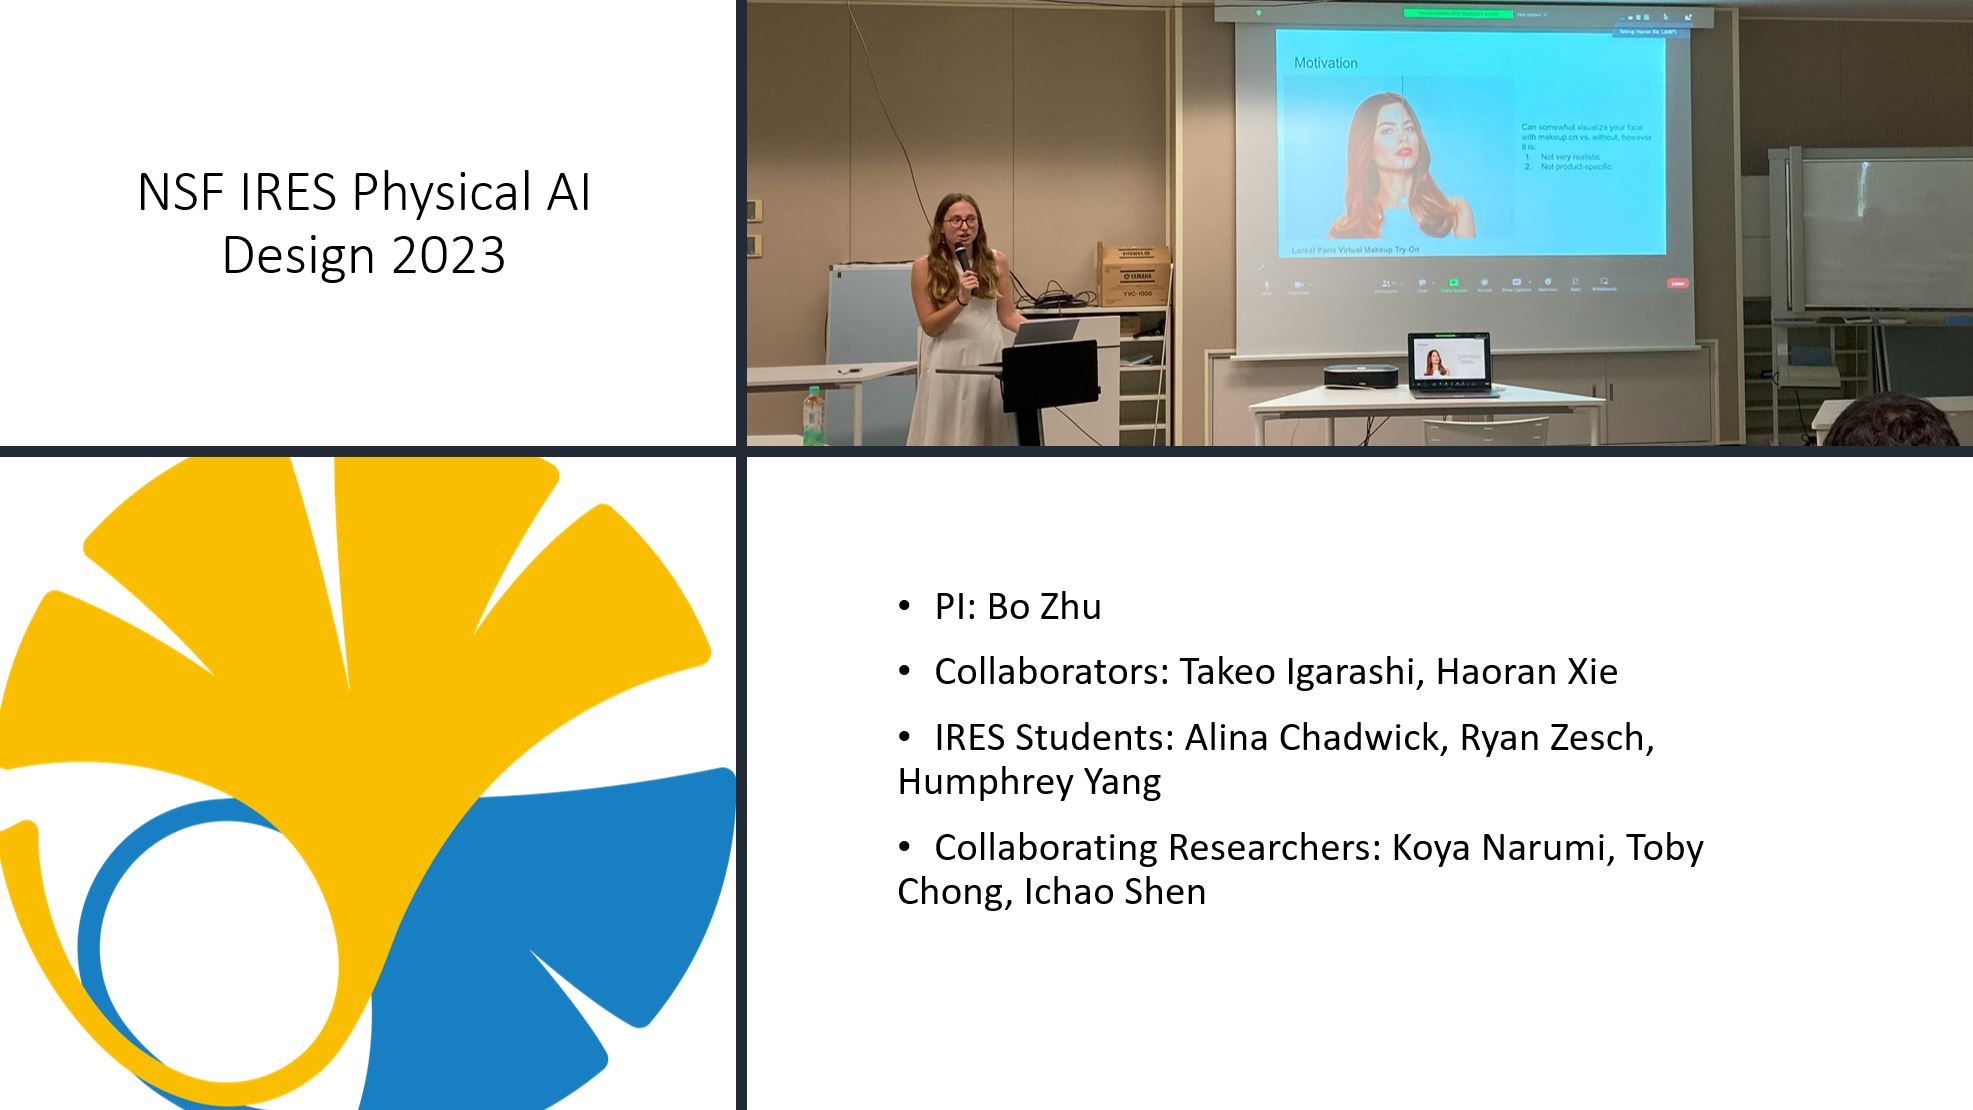 NSF IRES Physical AI
Design 2023
Motivation
Can somewhat visualize your face
with makeup on vs. without, however
it is:
1. Not very realistic
2. Not product-specific
Loreal Paris Virtual Makeup Try-On
YAMAHA
YAMAHA
YVC-1000
Leave
• PI: Bo Zhu
• Collaborators: Takeo Igarashi, Haoran Xie
• IRES Students: Alina Chadwick, Ryan Zesch,
Humphrey Yang
• Collaborating Researchers: Koya Narumi, Toby
Chong, Ichao Shen